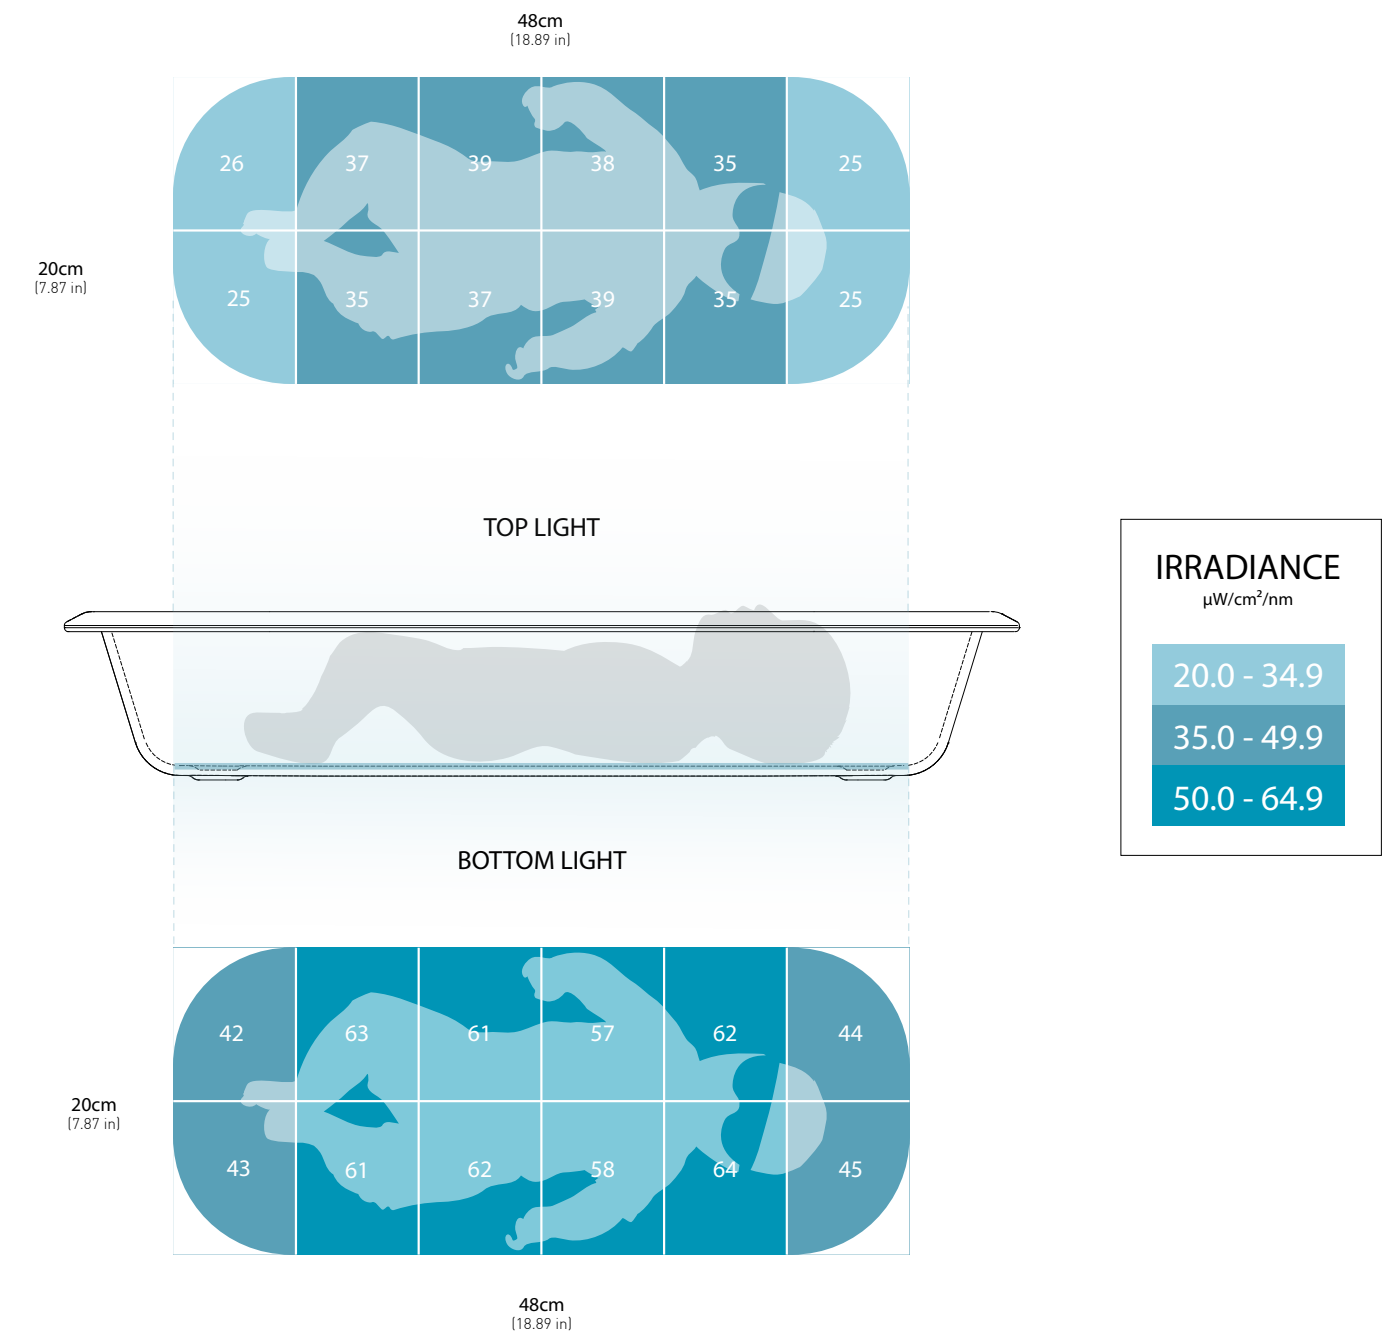 48cm
(18.89 in)
26 37 39 38 35 25
20cm
(7.87 in)
25 35 37 39 35 25
TOP LIGHT
IRRADIANCE
µW/cm²/nm
20.0 - 34.9
35.0 - 49.9
50.0 - 64.9
BOTTOM LIGHT
42 63 61 57 62 44
20cm
(7.87 in)
43 61 62 58 64 45
48cm
(18.89 in)